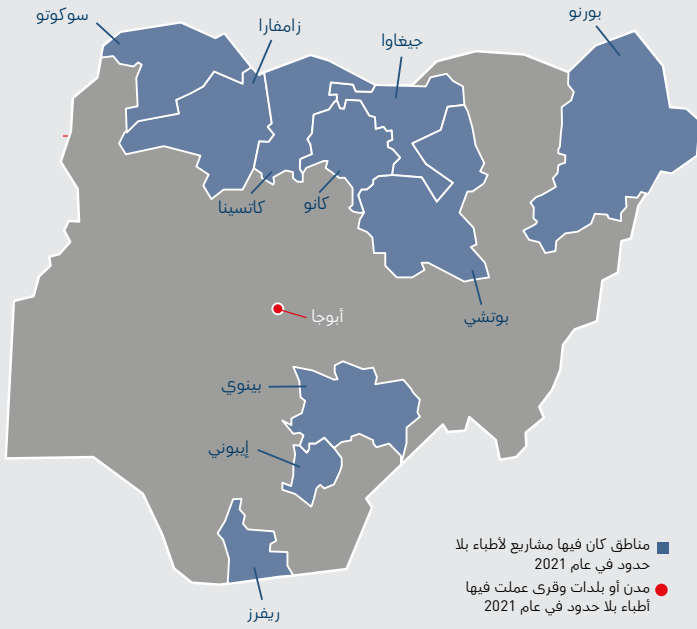 سوكوتو
زامفارا
جيغاوا
بورنو
كاتسينا
كانو
بوتشي
أبوجا
بينوي
إيبوني
ريفرز
مناطق كان فيها مشاريع لأطباء بلا
حدود في عام 2021
مدن أو بلدات وقرى عملت فيها
أطباء بلا حدود في عام 2021